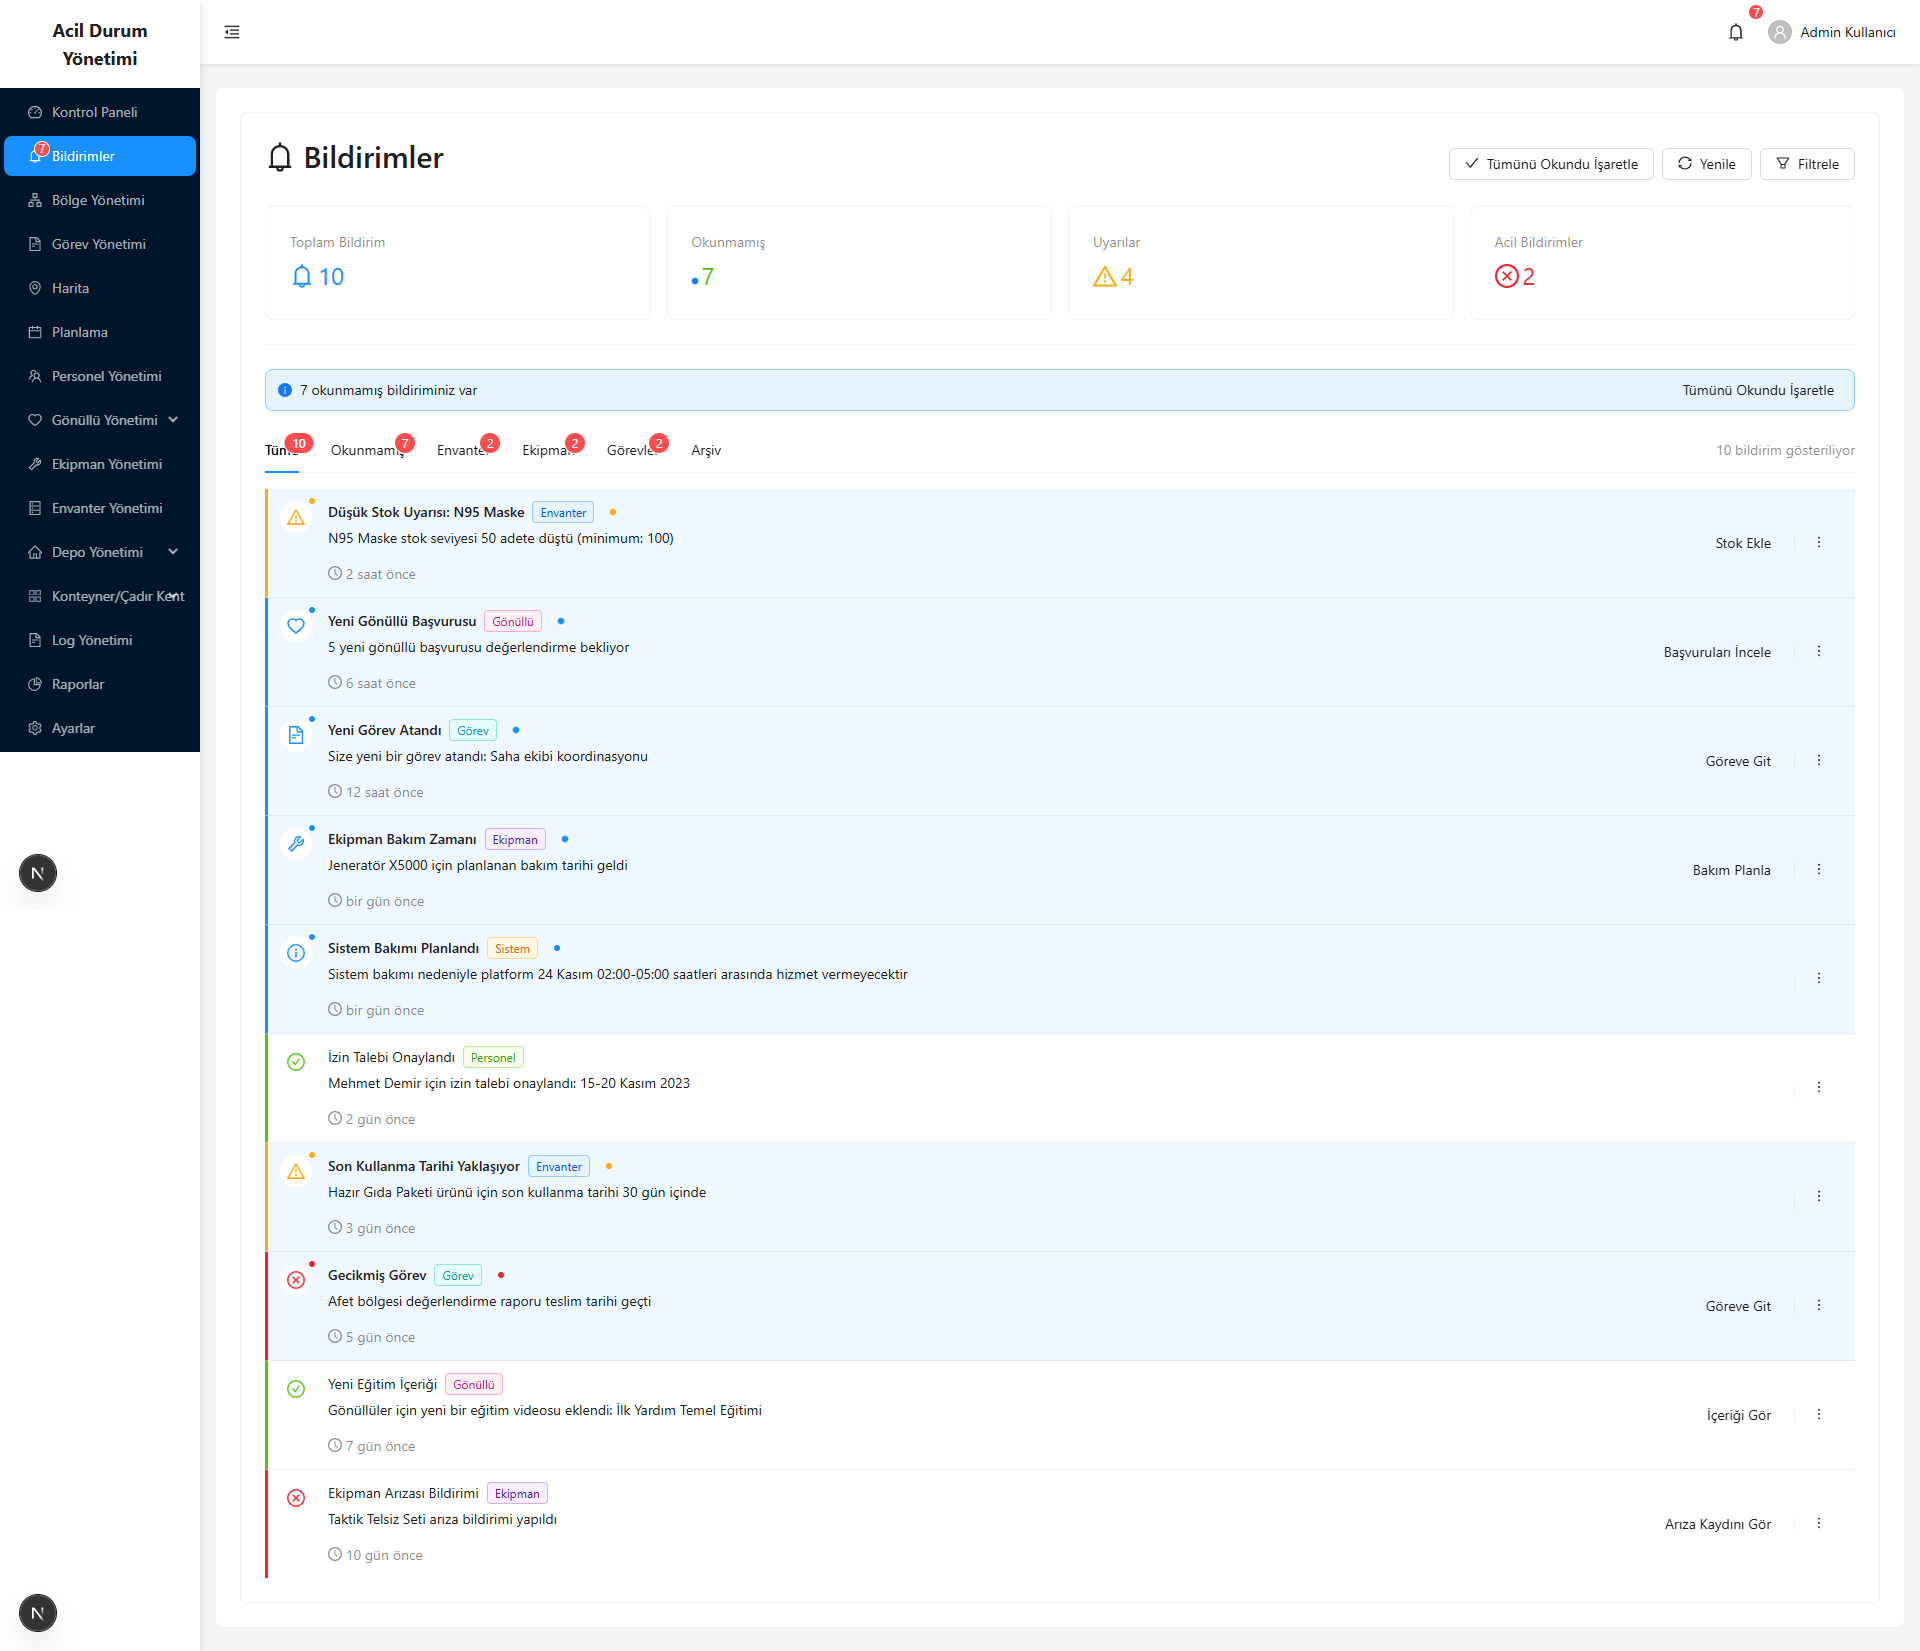 Acil Durum
Yönetimi
7
Admin Kullanıcı
Kontrol Paneli
7
Bildirimler
Bölge Yönetimi
Görev Yönetimi
Harita
Planlama
Personel Yönetimi
Gönüllü Yönetimi
Ekipman Yönetimi
Envanter Yönetimi
Depo Yönetimi
Konteyner/Çadır Kent
Log Yönetimi
Raporlar
Ayarlar
N
N
Bildirimler
Tümünü Okundu İşaretle
Yenile
Filtrele
Toplam Bildirim
10
Okunmamış
7
Uyarılar
4
Acil Bildirimler
2
7 okunmamış bildiriminiz var
Tümünü Okundu İşaretle
Tümü 10
Okunmamış 7
Envanter 2
Ekipman 2
Görevler 2
Arşiv
10 bildirim gösteriliyor
Düşük Stok Uyarısı: N95 Maske Envanter
N95 Maske stok seviyesi 50 adete düştü (minimum: 100)
2 saat önce
Stok Ekle
Yeni Gönüllü Başvurusu Gönüllü
5 yeni gönüllü başvurusu değerlendirme bekliyor
6 saat önce
Başvuruları İncele
Yeni Görev Atandı Görev
Size yeni bir görev atandı: Saha ekibi koordinasyonu
12 saat önce
Göreve Git
Ekipman Bakım Zamanı Ekipman
Jeneratör X5000 için planlanan bakım tarihi geldi
bir gün önce
Bakım Planla
Sistem Bakımı Planlandı Sistem
Sistem bakımı nedeniyle platform 24 Kasım 02:00-05:00 saatleri arasında hizmet vermeyecektir
bir gün önce
İzin Talebi Onaylandı Personel
Mehmet Demir için izin talebi onaylandı: 15-20 Kasım 2023
2 gün önce
Son Kullanma Tarihi Yaklaşıyor Envanter
Hazır Gıda Paketi ürünü için son kullanma tarihi 30 gün içinde
3 gün önce
Gecikmiş Görev Görev
Afet bölgesi değerlendirme raporu teslim tarihi geçti
5 gün önce
Göreve Git
Yeni Eğitim İçeriği Gönüllü
Gönüllüler için yeni bir eğitim videosu eklendi: İlk Yardım Temel Eğitimi
7 gün önce
İçeriği Gör
Ekipman Arızası Bildirimi Ekipman
Taktik Telsiz Seti arıza bildirimi yapıldı
10 gün önce
Arıza Kaydını Gör